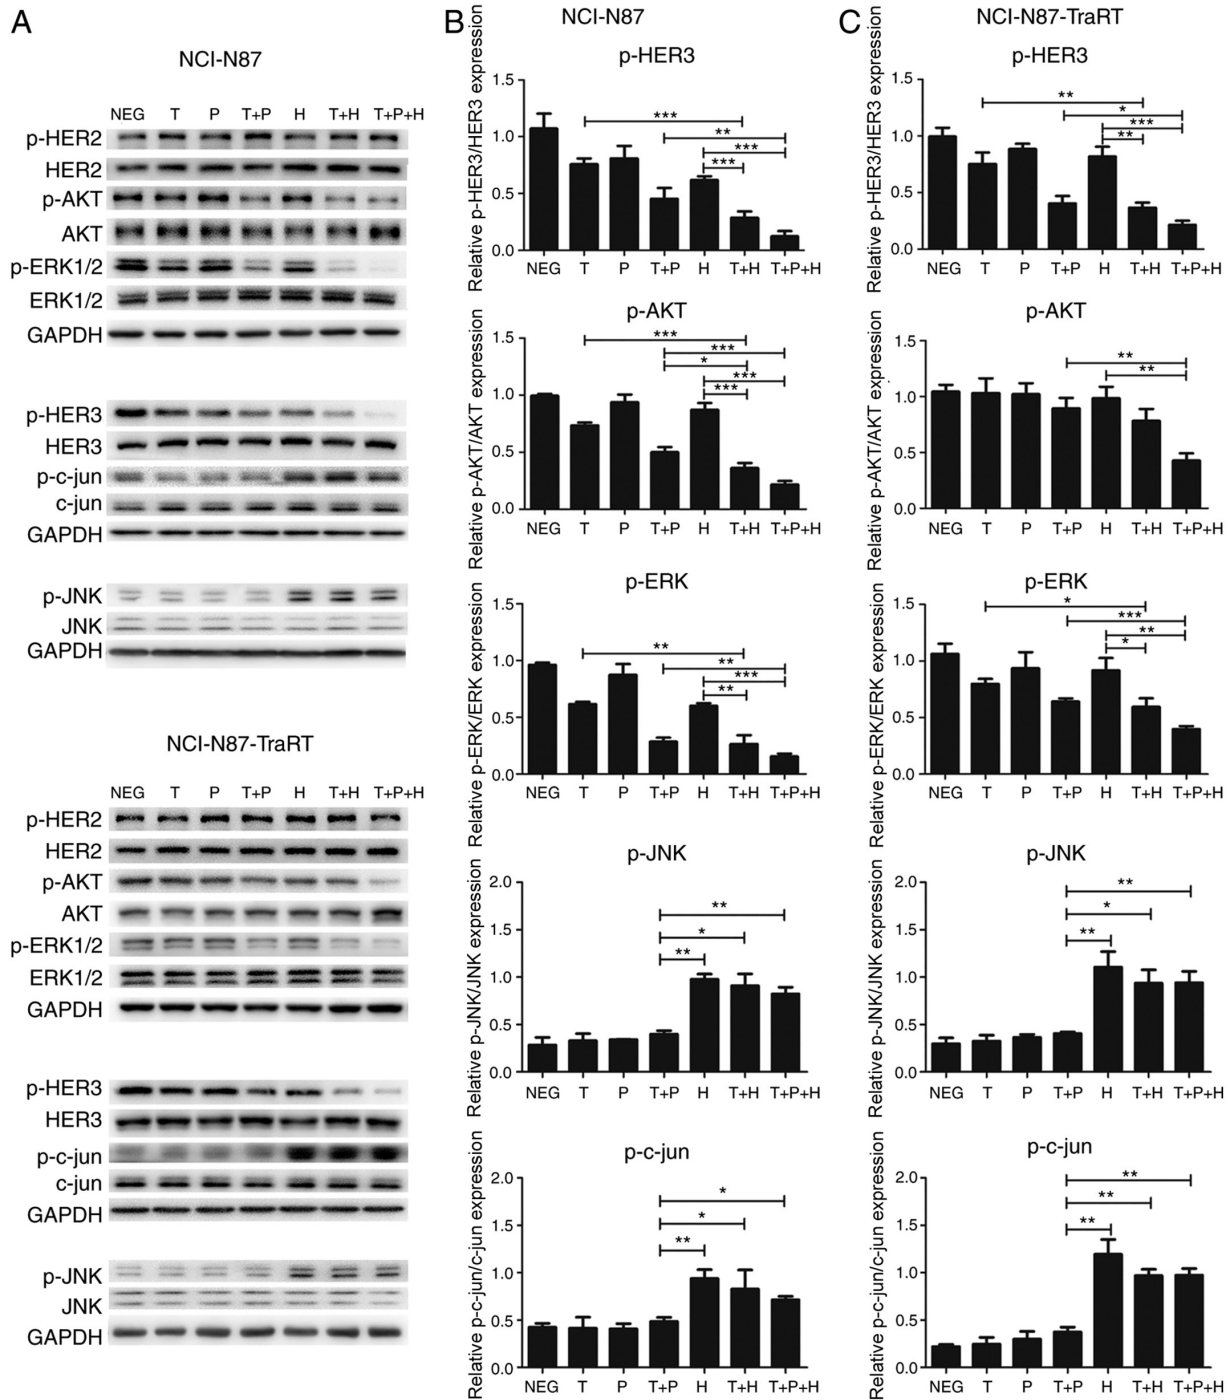 A
NCI-N87
NEG T P T+P H T+H T+P+H
p-HER2
HER2
p-AKT
AKT
p-ERK1/2
ERK1/2
GAPDH
p-HER3
HER3
p-c-jun
c-jun
GAPDH
p-JNK
JNK
GAPDH
NCI-N87-TraRT
NEG T P T+P H T+H T+P+H
p-HER2
HER2
p-AKT
AKT
p-ERK1/2
ERK1/2
GAPDH
p-HER3
HER3
p-c-jun
c-jun
GAPDH
p-JNK
JNK
GAPDH
B
NCI-N87
p-HER3
Relative p-HER3/HER3 expression
1.5
1.0
0.5
0.0
***
**
***
***
NEG T P T+P H T+H T+P+H
p-AKT
Relative p-AKT/AKT expression
1.5
1.0
0.5
0.0
***
***
*
***
***
NEG T P T+P H T+H T+P+H
p-ERK
Relative p-ERK/ERK expression
1.5
1.0
0.5
0.0
**
**
***
**
NEG T P T+P H T+H T+P+H
p-JNK
Relative p-JNK/JNK expression
2.0
1.5
1.0
0.5
0.0
**
*
**
NEG T P T+P H T+H T+P+H
p-c-jun
Relative p-c-jun/c-jun expression
2.0
1.5
1.0
0.5
0.0
*
*
**
NEG T P T+P H T+H T+P+H
C
NCI-N87-TraRT
p-HER3
Relative p-HER3/HER3 expression
1.5
1.0
0.5
0.0
**
*
***
**
NEG T P T+P H T+H T+P+H
p-AKT
Relative p-AKT/AKT expression
1.5
1.0
0.5
0.0
**
**
NEG T P T+P H T+H T+P+H
p-ERK
Relative p-ERK/ERK expression
1.5
1.0
0.5
0.0
*
***
**
*
NEG T P T+P H T+H T+P+H
p-JNK
Relative p-JNK/JNK expression
2.0
1.5
1.0
0.5
0.0
**
*
**
NEG T P T+P H T+H T+P+H
p-c-jun
Relative p-c-jun/c-jun expression
2.0
1.5
1.0
0.5
0.0
**
**
**
NEG T P T+P H T+H T+P+H